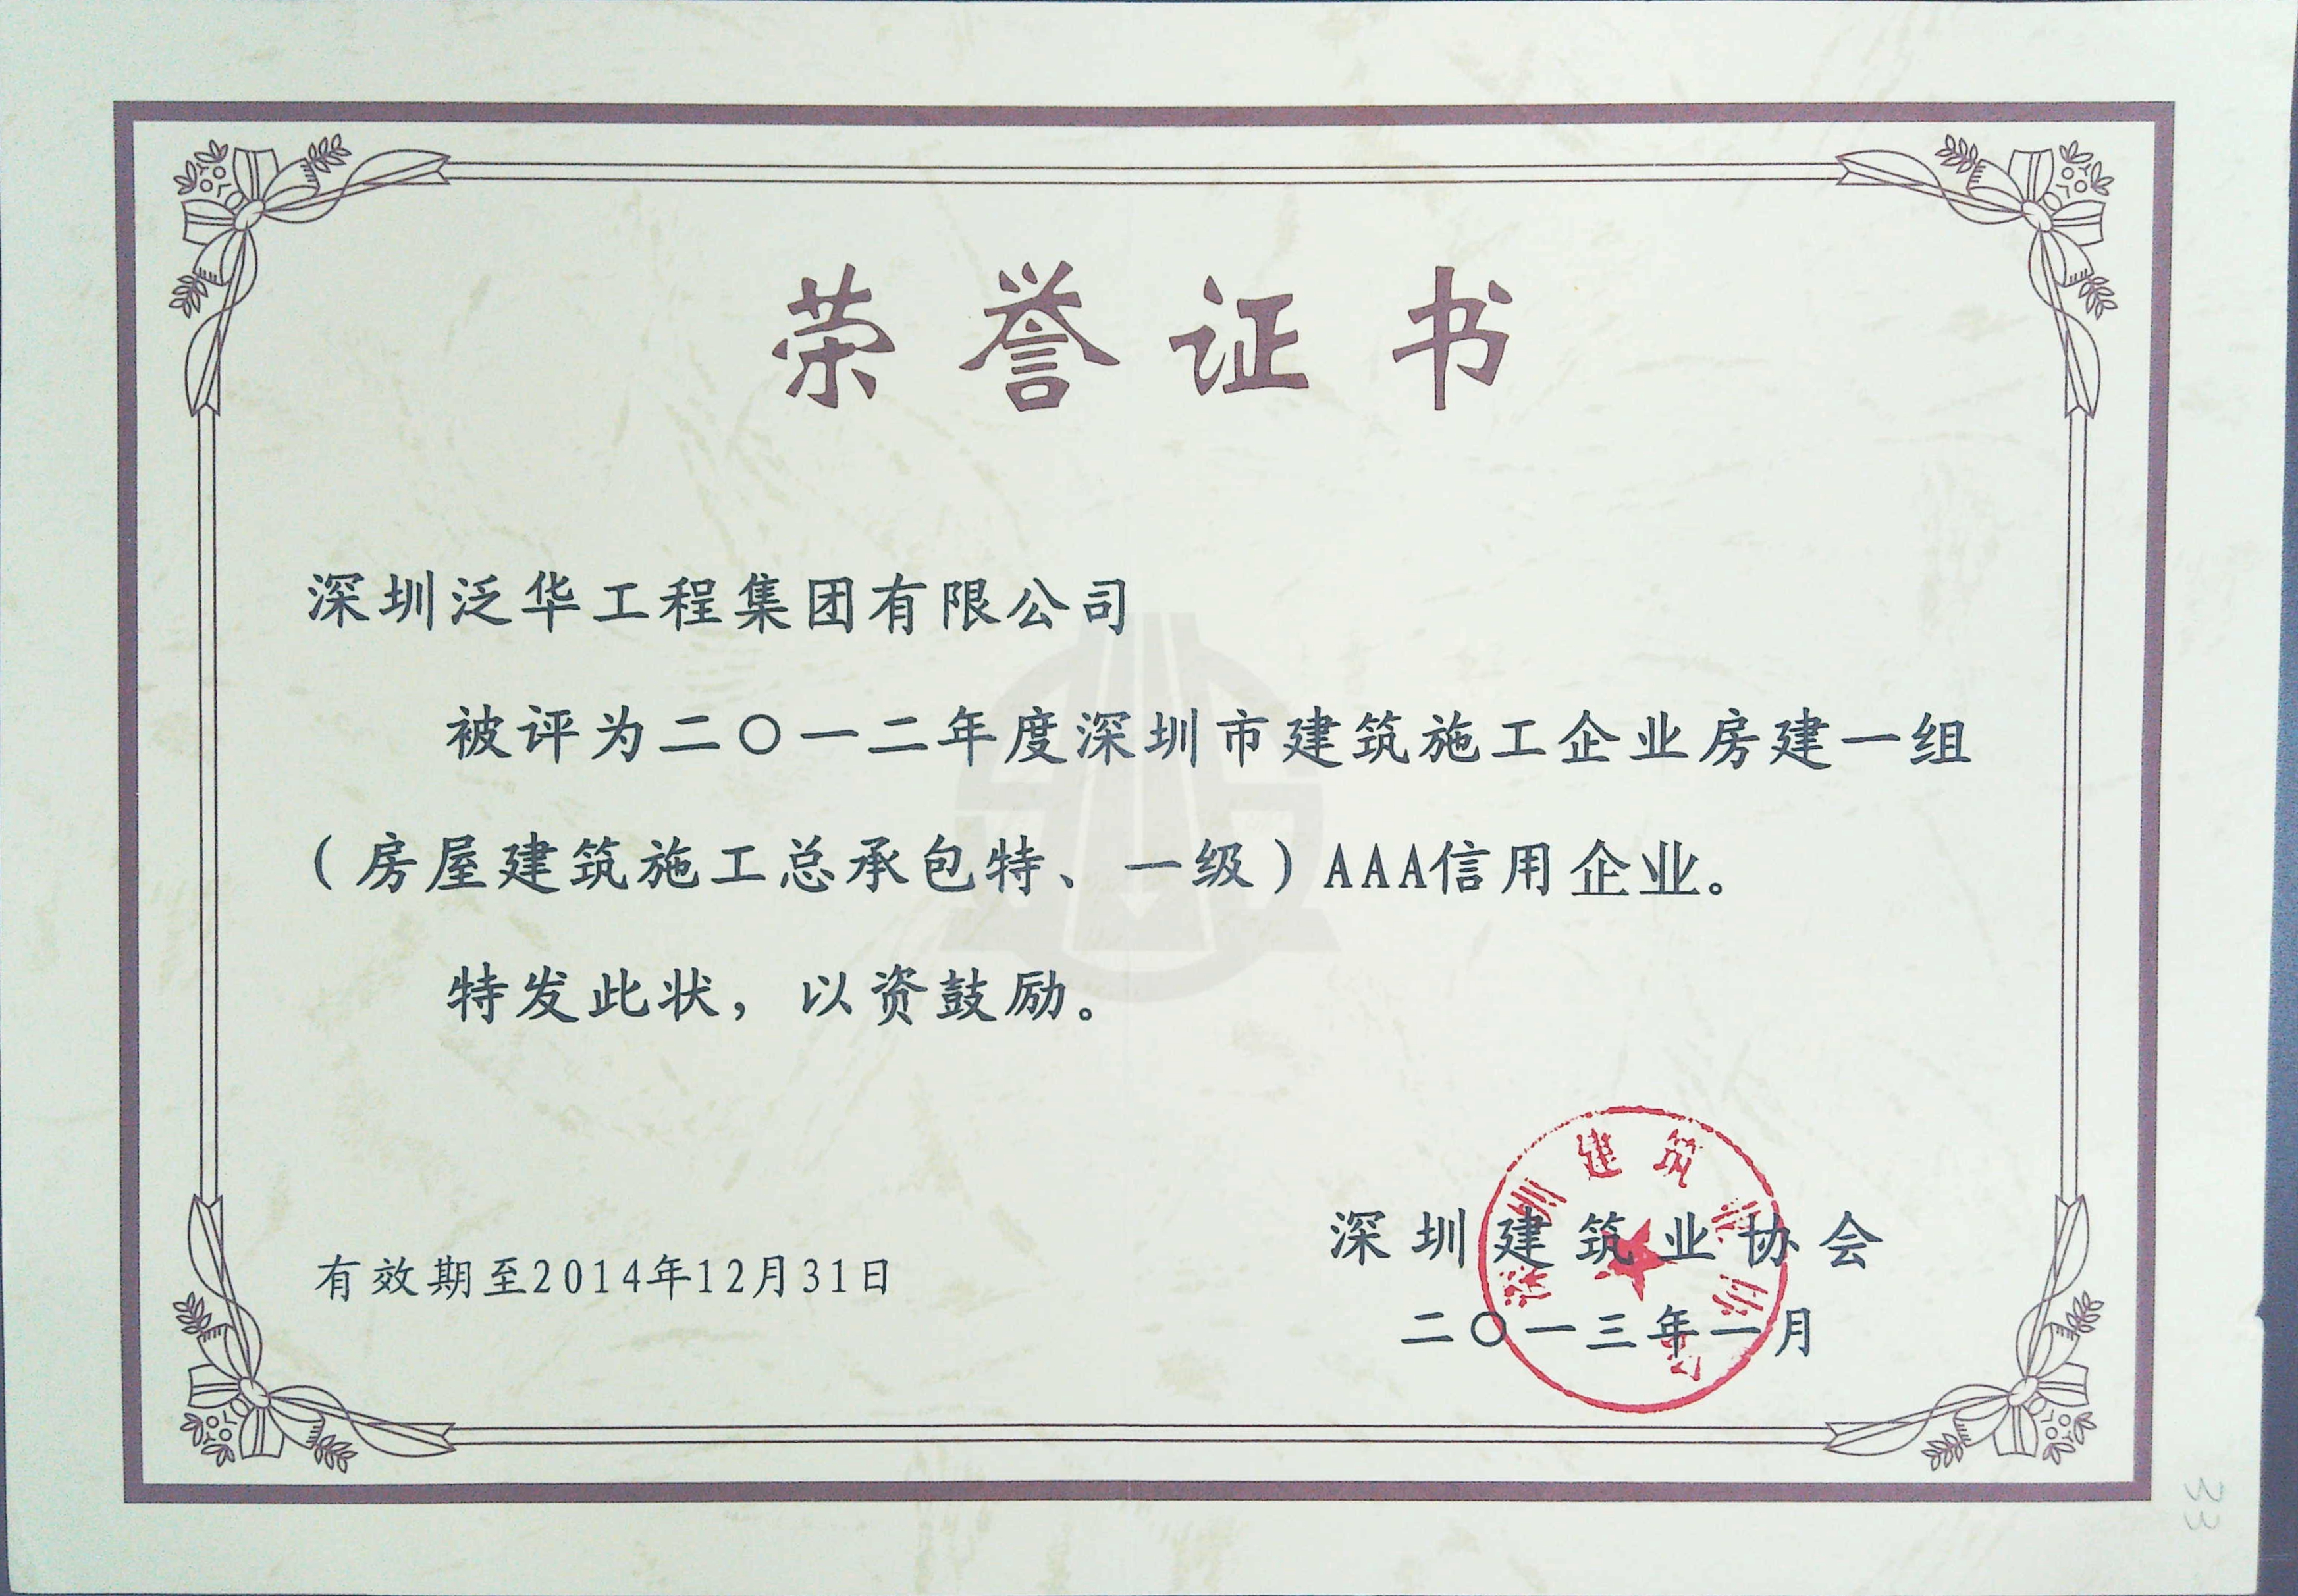 荣誉证书
深圳泛华工程集团有限公司
被评为二〇一二年度深圳市建筑施工企业房建一组
（房屋建筑施工总承包特、一级）AAA信用企业。
特发此状，以资鼓励。
深圳建筑业协会
有效期至2014年12月31日
二〇一三年一月
33